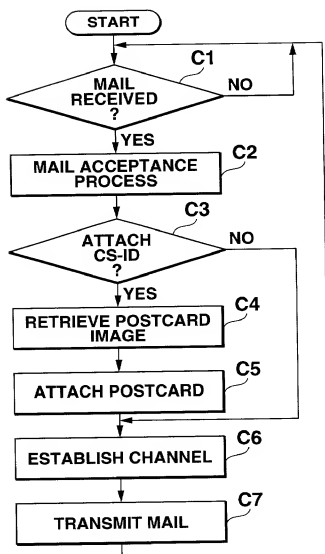 START
C1
MAIL
RECEIVED
?
NO
YES
C2
MAIL ACCEPTANCE
PROCESS
C3
ATTACH
CS-ID
?
NO
YES
C4
RETRIEVE POSTCARD
IMAGE
C5
ATTACH POSTCARD
C6
ESTABLISH CHANNEL
C7
TRANSMIT MAIL